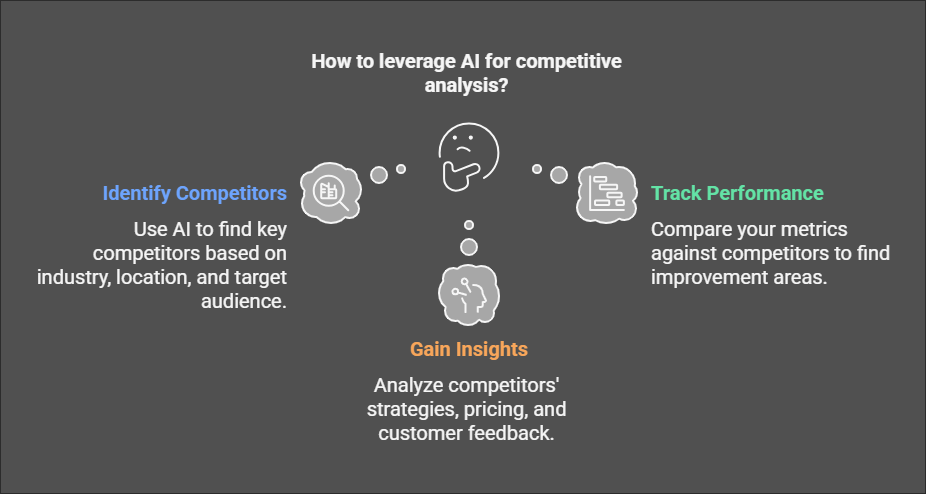 How to leverage AI for competitive
analysis?
Identify Competitors
Use AI to find key
competitors based on
industry, location, and target
audience.
Gain Insights
Analyze competitors'
strategies, pricing, and
customer feedback.
Track Performance
Compare your metrics
against competitors to find
improvement areas.